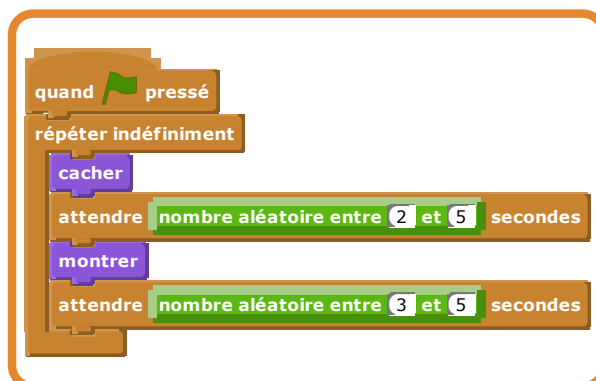 quand pressé
répéter indéfiniment
cacher
attendre nombre aléatoire entre 2 et 5 secondes
montrer
attendre nombre aléatoire entre 3 et 5 secondes